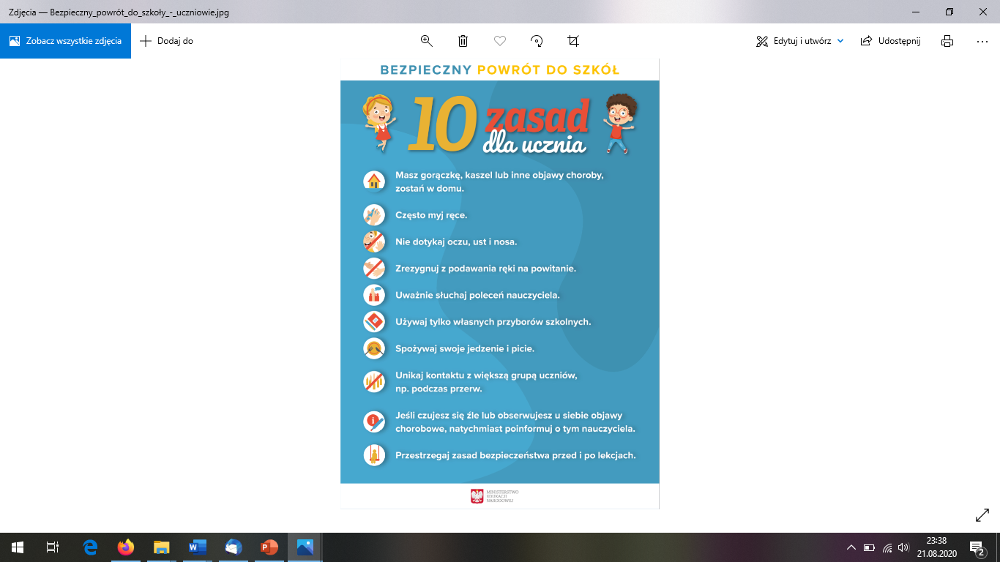 Zdjęcia — Bezpieczny_powrót_do_szkoły_-_uczniowie.jpg
Zobacz wszystkie zdjęcia
Dodaj do
Edytuj i utwórz
Udostępnij
BEZPIECZNY POWRÓT DO SZKÓŁ
10 zasad
dla ucznia
Masz gorączkę, kaszel lub inne objawy choroby,
zostań w domu.
Często myj ręce.
Nie dotykaj oczu, ust i nosa.
Zrezygnuj z podawania ręki na powitanie.
Uważnie słuchaj poleceń nauczyciela.
Używaj tylko własnych przyborów szkolnych.
Spożywaj swoje jedzenie i picie.
Unikaj kontaktu z większą grupą uczniów,
np. podczas przerw.
Jeśli czujesz się źle lub obserwujesz u siebie objawy
chorobowe, natychmiast poinformuj o tym nauczyciela.
Przestrzegaj zasad bezpieczeństwa przed i po lekcjach.
MINISTERSTWO
EDUKACJI
NARODOWEJ
23:38
21.08.2020
2